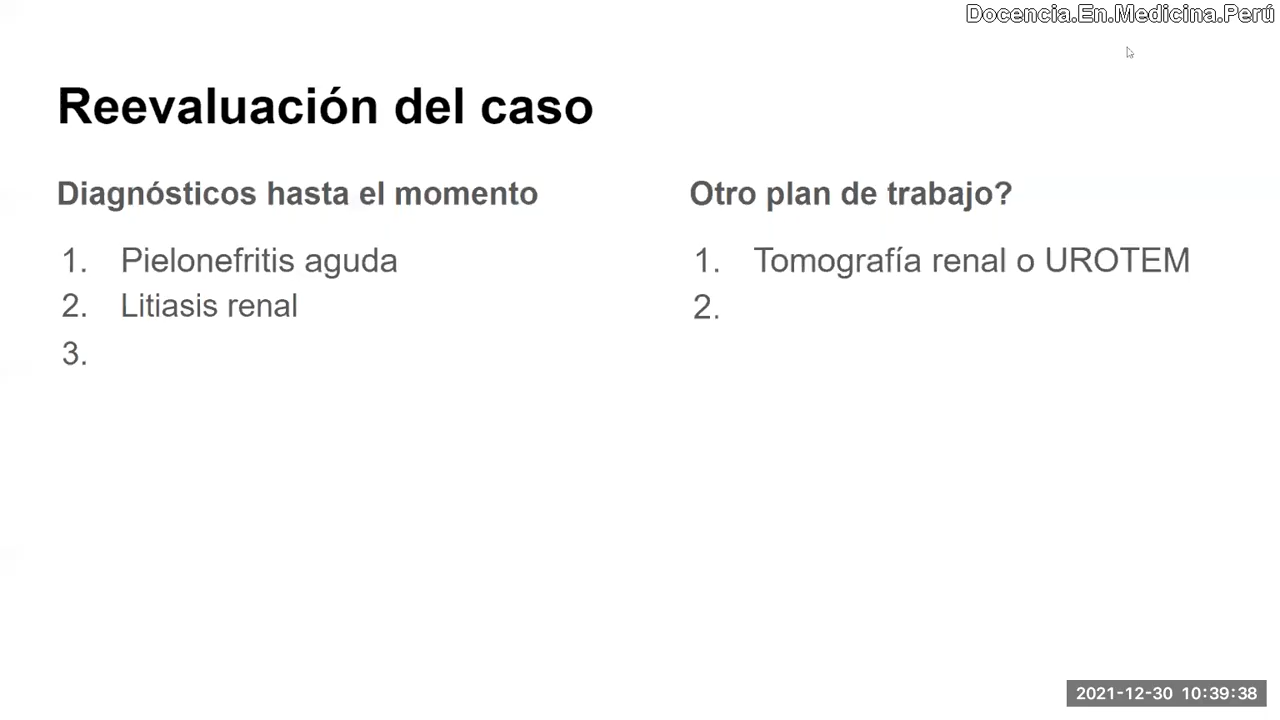 Docencia.En.Medicina.Perú
Reevaluación del caso
Diagnósticos hasta el momento
1. Pielonefritis aguda
2. Litiasis renal
3.
Otro plan de trabajo?
1. Tomografía renal o UROTEM
2.
2021-12-30 10:39:38